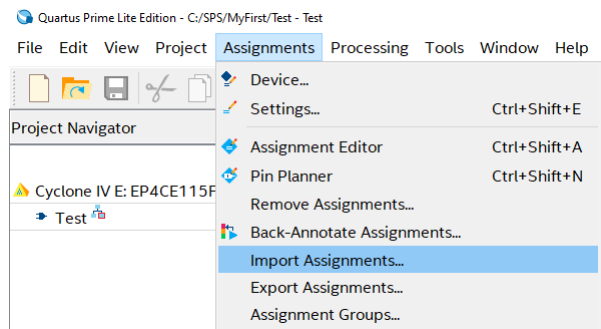 Quartus Prime Lite Edition - C:/SPS/MyFirst/Test - Test
File Edit View Project Assignments Processing Tools Window Help
Device...
Settings... Ctrl+Shift+E
Project Navigator
Assignment Editor Ctrl+Shift+A
Pin Planner Ctrl+Shift+N
Cyclone IV E: EP4CE115F
Remove Assignments...
Test
Back-Annotate Assignments...
Import Assignments...
Export Assignments...
Assignment Groups...